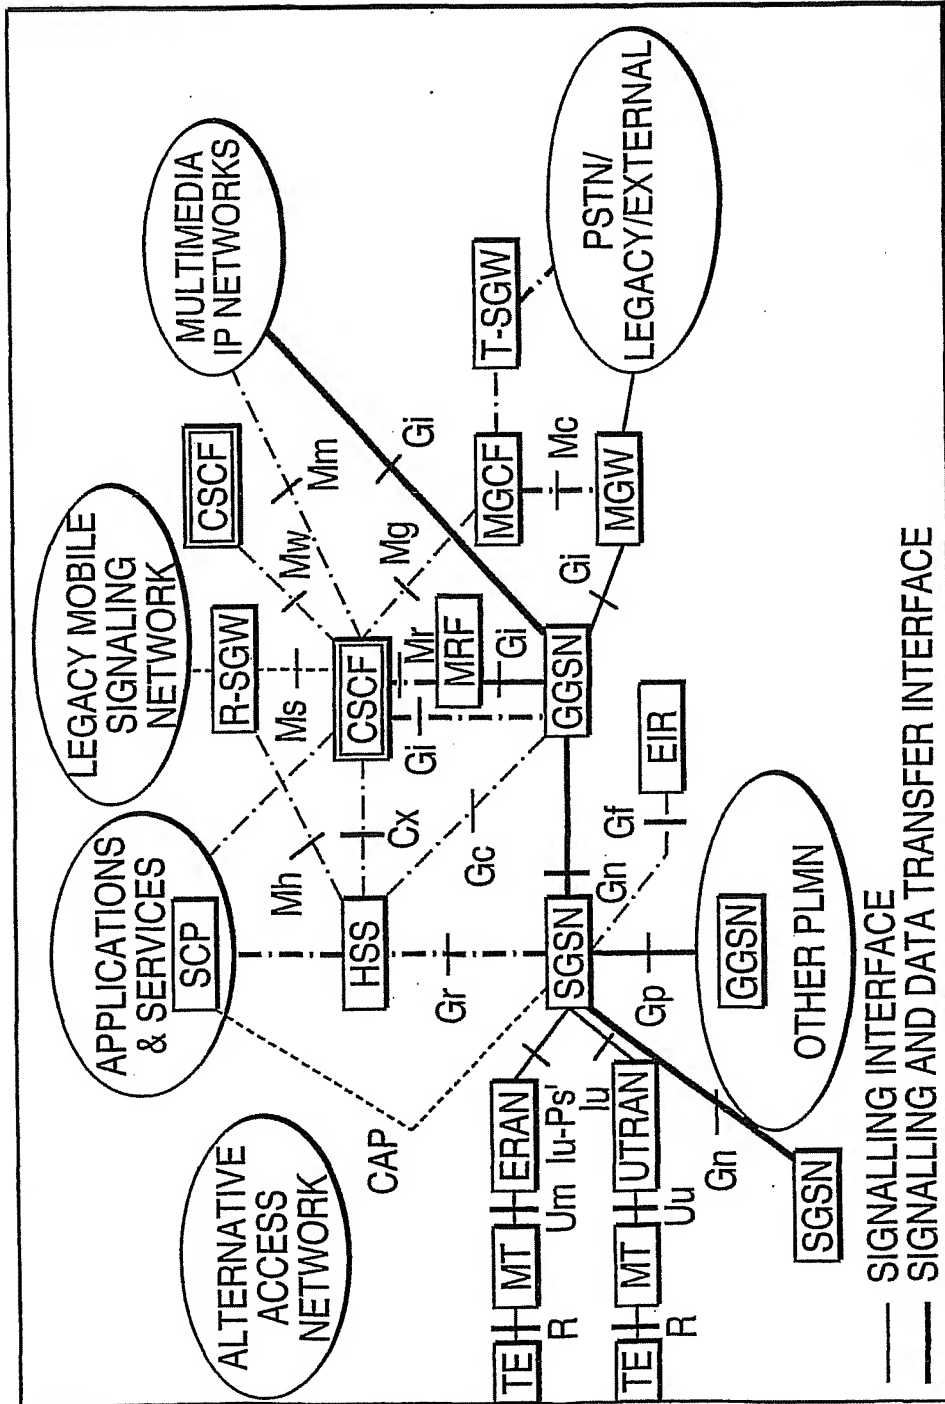 ALTERNATIVE
ACCESS
NETWORK
APPLICATIONS
& SERVICES
SCP
LEGACY MOBILE
SIGNALING
NETWORK
MULTIMEDIA
IP NETWORKS
CSCF
R-SGW
Mh
Ms
Mw
Mm
CAP
HSS
Cx
CSCF
Gi
Mr
Mg
Gi
Gr
Gc
MRF
Gi
MGCF
T-SGW
Mc
TE
R
MT
Um
ERAN
Iu-Ps'
Iu
SGSN
Gn
GGSN
Gi
MGW
PSTN/
LEGACY/EXTERNAL
TE
R
MT
Uu
UTRAN
Gp
Gf
EIR
Gn
SGSN
GGSN
OTHER PLMN
SIGNALLING INTERFACE
SIGNALLING AND DATA TRANSFER INTERFACE